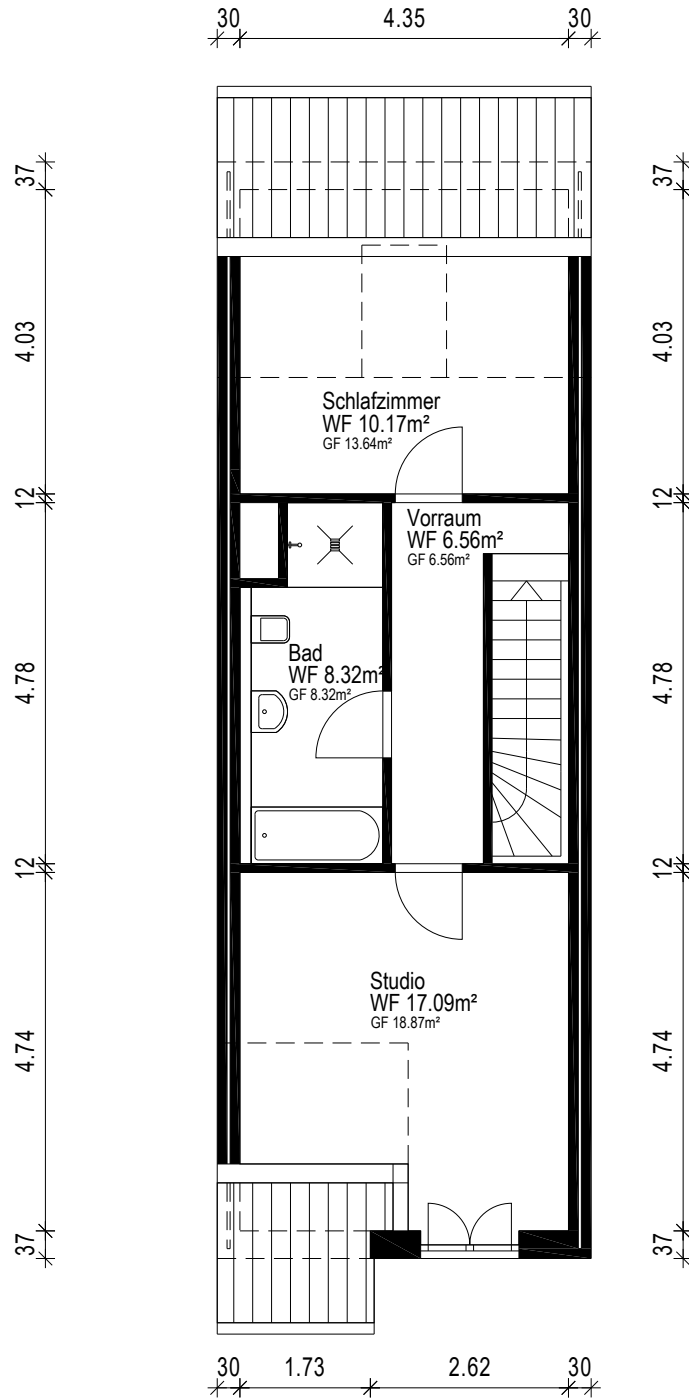 30 4.35 30
37 37
4.03 4.03
Schlafzimmer
WF 10.17m²
GF 13.64m²
12 12
Vorraum
WF 6.56m²
GF 6.56m²
Bad
WF 8.32m²
GF 8.32m²
4.78 4.78
12 12
Studio
WF 17.09m²
GF 18.87m²
4.74 4.74
37 37
30 1.73 2.62 30